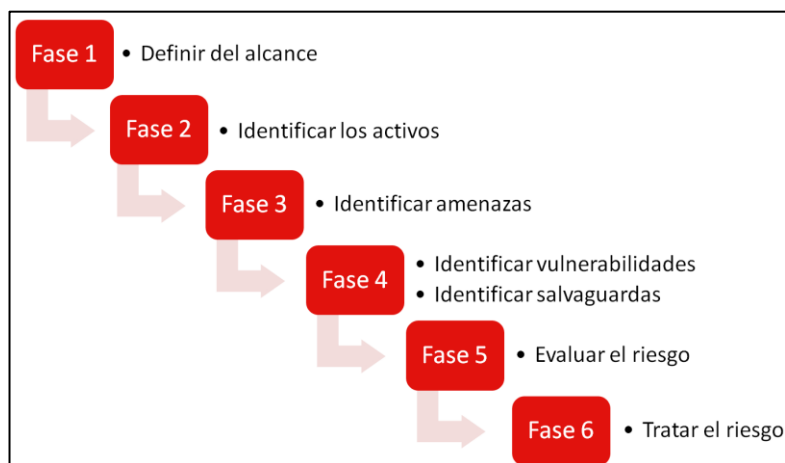 Fase 1
• Definir del alcance
Fase 2
• Identificar los activos
Fase 3
• Identificar amenazas
Fase 4
• Identificar vulnerabilidades
• Identificar salvaguardas
Fase 5
• Evaluar el riesgo
Fase 6
• Tratar el riesgo